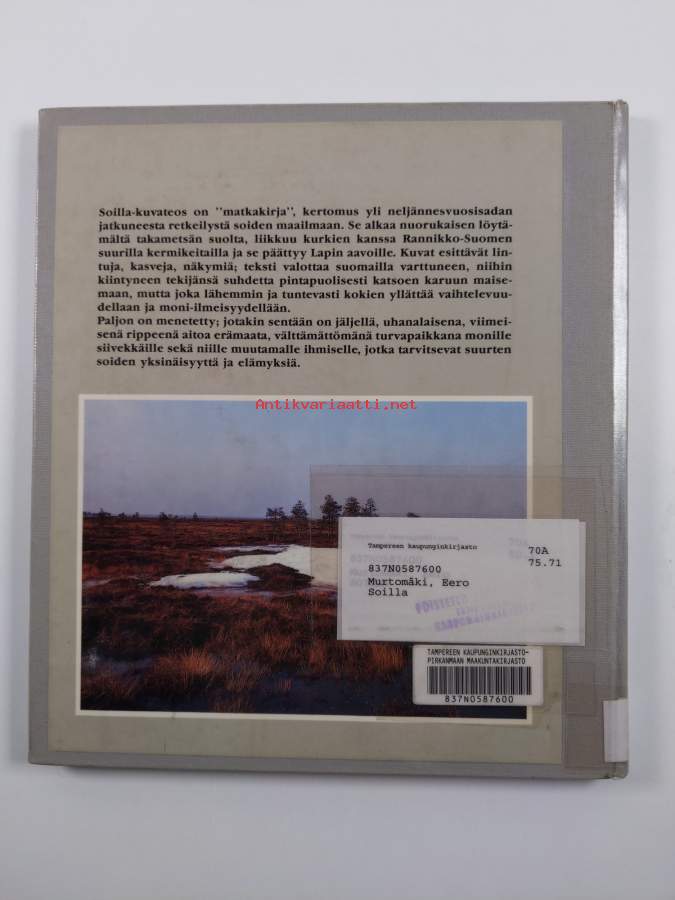 Soilla-kuvateos on "matkakirja", kertomus yli neljännesvuosisadan
jatkuneesta retkeilystä soiden maailmaan. Se alkaa nuorukaisen löytä-
mältä takametsän suolta, liikkuu kurkien kanssa Rannikko-Suomen
suurilla kermikeitailla ja se päättyy Lapin aavoille. Kuvat esittävät lin-
tuja, kasveja, näkymiä; teksti valottaa suomailla varttuneen, niihin
kiintyneen tekijänsä suhdetta pintapuolisesti katsoen karuun maise-
maan, mutta joka lähemmin ja tuntevasti kokien yllättää vaihtelevuu-
dellaan ja moni-ilmeisyydellään.
Paljon on menetetty; jotakin sentään on jäljellä, uhanalaisena, viimei-
senä rippeenä aitoa erämaata, välttämättömänä turvapaikkana monille
siivekkäille sekä niille muutamalle ihmiselle, jotka tarvitsevat suurten
soiden yksinäisyyttä ja elämyksiä.
Antikvariaatti.net
Tampereen kaupunginkirjasto
70A
75.71
837N0587600
Murtomäki, Eero
Soilla
TAMPEREEN KAUPUNGINKIRJASTO-
PIRKANMAAN MAAKUNTAKIRJASTO
837N0587600